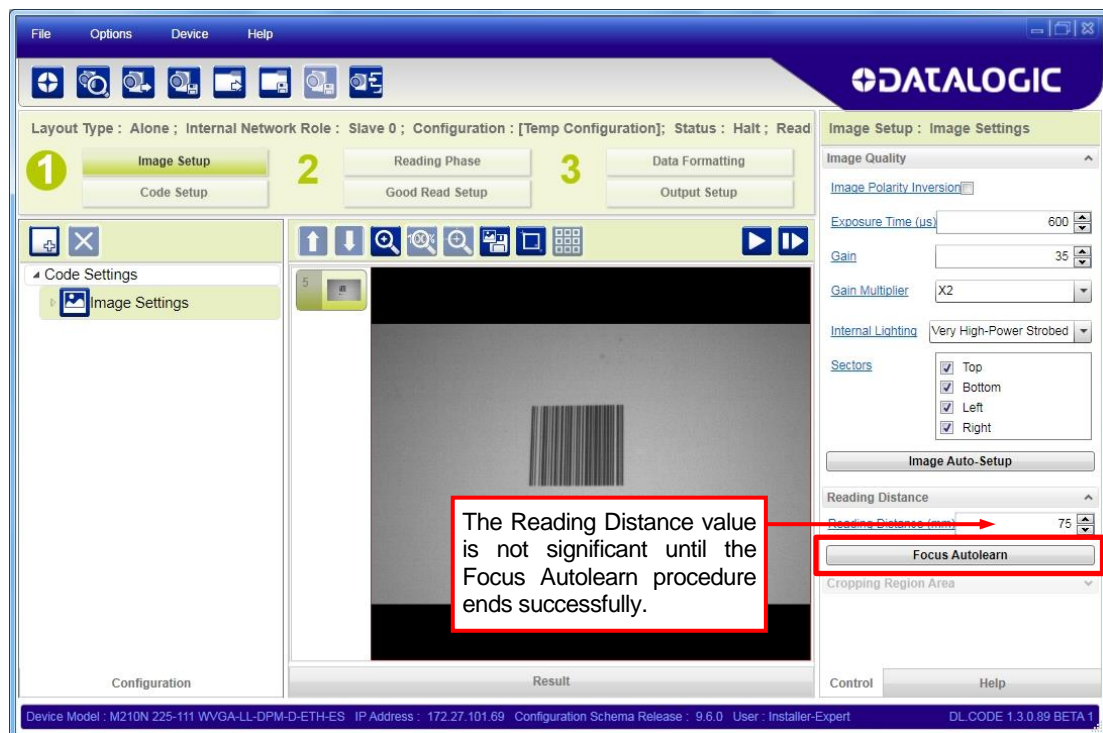 File Options Device Help
DATALOGIC
Layout Type : Alone ; Internal Network Role : Slave 0 ; Configuration : [Temp Configuration]; Status : Halt ; Read
1 Image Setup
Code Setup
2 Reading Phase
Good Read Setup
3 Data Formatting
Output Setup
Code Settings
Image Settings
100%
5
Image Setup : Image Settings
Image Quality
Image Polarity Inversion
Exposure Time (µs) 600
Gain 35
Gain Multiplier X2
Internal Lighting Very High-Power Strobed
Sectors Top
Bottom
Left
Right
Image Auto-Setup
Reading Distance
Reading Distance (mm) 75
Focus Autolearn
Cropping Region Area
The Reading Distance value
is not significant until the
Focus Autolearn procedure
ends successfully.
Configuration
Result
Control Help
Device Model : M210N 225-111 WVGA-LL-DPM-D-ETH-ES IP Address : 172.27.101.69 Configuration Schema Release : 9.6.0 User : Installer-Expert DL.CODE 1.3.0.89 BETA 1